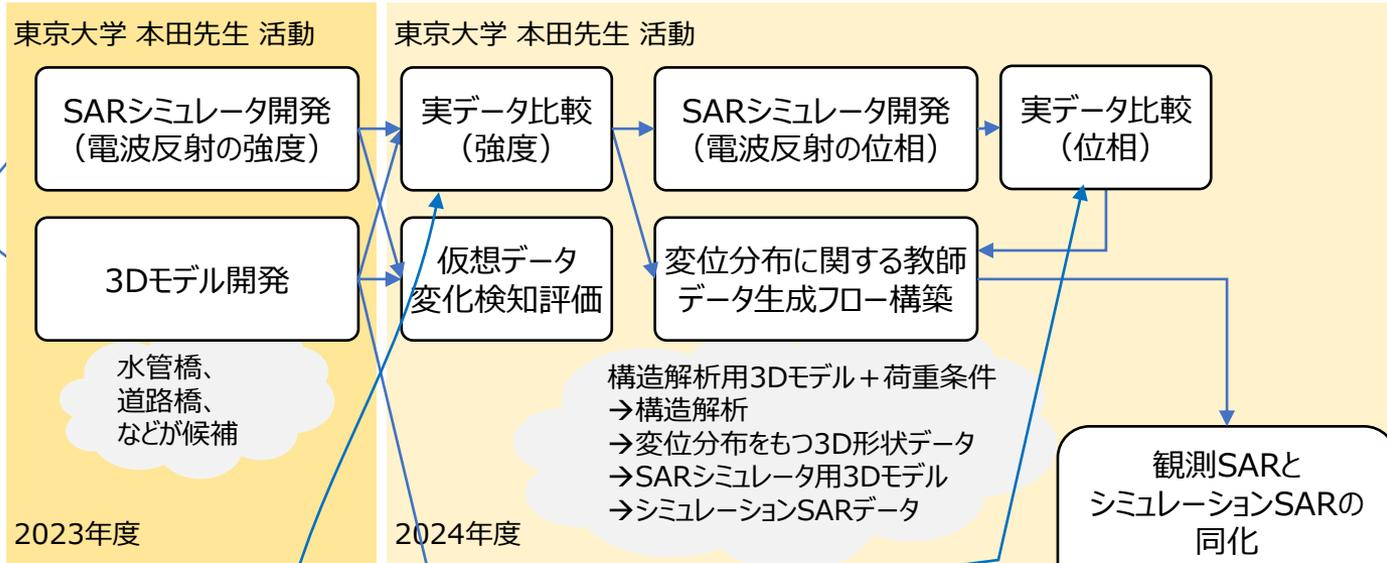 東京大学 本田先生 活動
SARシミュレータ開発
（電波反射の強度）
3Dモデル開発
水管橋、
道路橋、
などが候補
2023年度
東京大学 本田先生 活動
実データ比較
（強度）
SARシミュレータ開発
（電波反射の位相）
実データ比較
（位相）
仮想データ
変化検知評価
変位分布に関する教師
データ生成フロー構築
構造解析用3Dモデル＋荷重条件
→構造解析
→変位分布をもつ3D形状データ
→SARシミュレータ用3Dモデル
→シミュレーションSARデータ
観測SARと
シミュレーションSARの
同化
2024年度